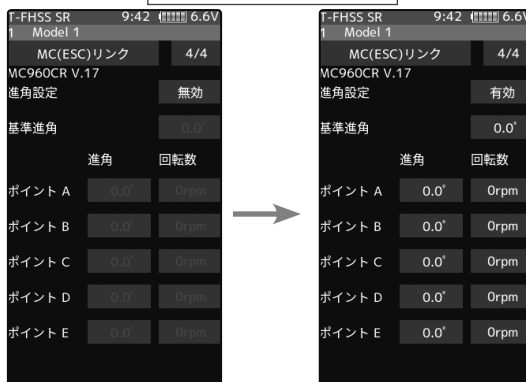 T-FHSS SR 9:42 6.6V
1 Model 1
MC(ESC)リンク 4/4
MC960CR V.17
進角設定 無効
基準進角 0.0°
進角 回転数
ポイント A 0.0° 0rpm
ポイント B 0.0° 0rpm
ポイント C 0.0° 0rpm
ポイント D 0.0° 0rpm
ポイント E 0.0° 0rpm
T-FHSS SR 9:42 6.6V
1 Model 1
MC(ESC)リンク 4/4
MC960CR V.17
進角設定 有効
基準進角 0.0°
進角 回転数
ポイント A 0.0° 0rpm
ポイント B 0.0° 0rpm
ポイント C 0.0° 0rpm
ポイント D 0.0° 0rpm
ポイント E 0.0° 0rpm